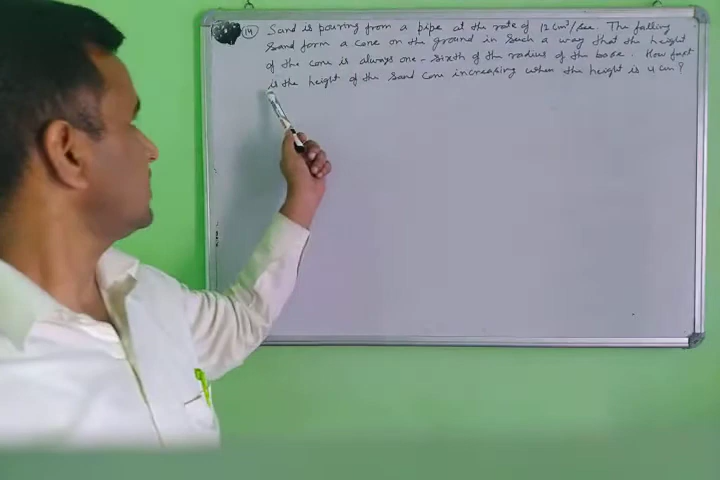 (14) Sand is pouring from a pipe at the rate of 12 cm³/sec. The falling
Sand form a cone on the ground in such a way that the height
of the cone is always one-sixth of the radius of the base. How fast
is the height of the sand cone increasing when the height is 4 cm?